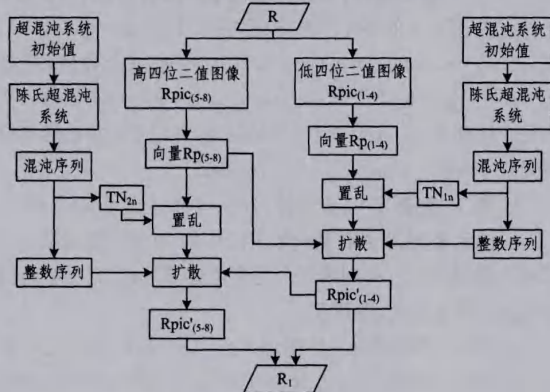 R
超混沌系统
初始值
高四位二值图像
Rpic(5-8)
低四位二值图像
Rpic(1-4)
超混沌系统
初始值
陈氏超混沌
系统
陈氏超混沌
系统
向量Rp(5-8)
向量Rp(1-4)
混沌序列
混沌序列
TN2n
置乱
置乱
TN1n
扩散
整数序列
整数序列
扩散
Rpic'(1-4)
Rpic'(5-8)
R1